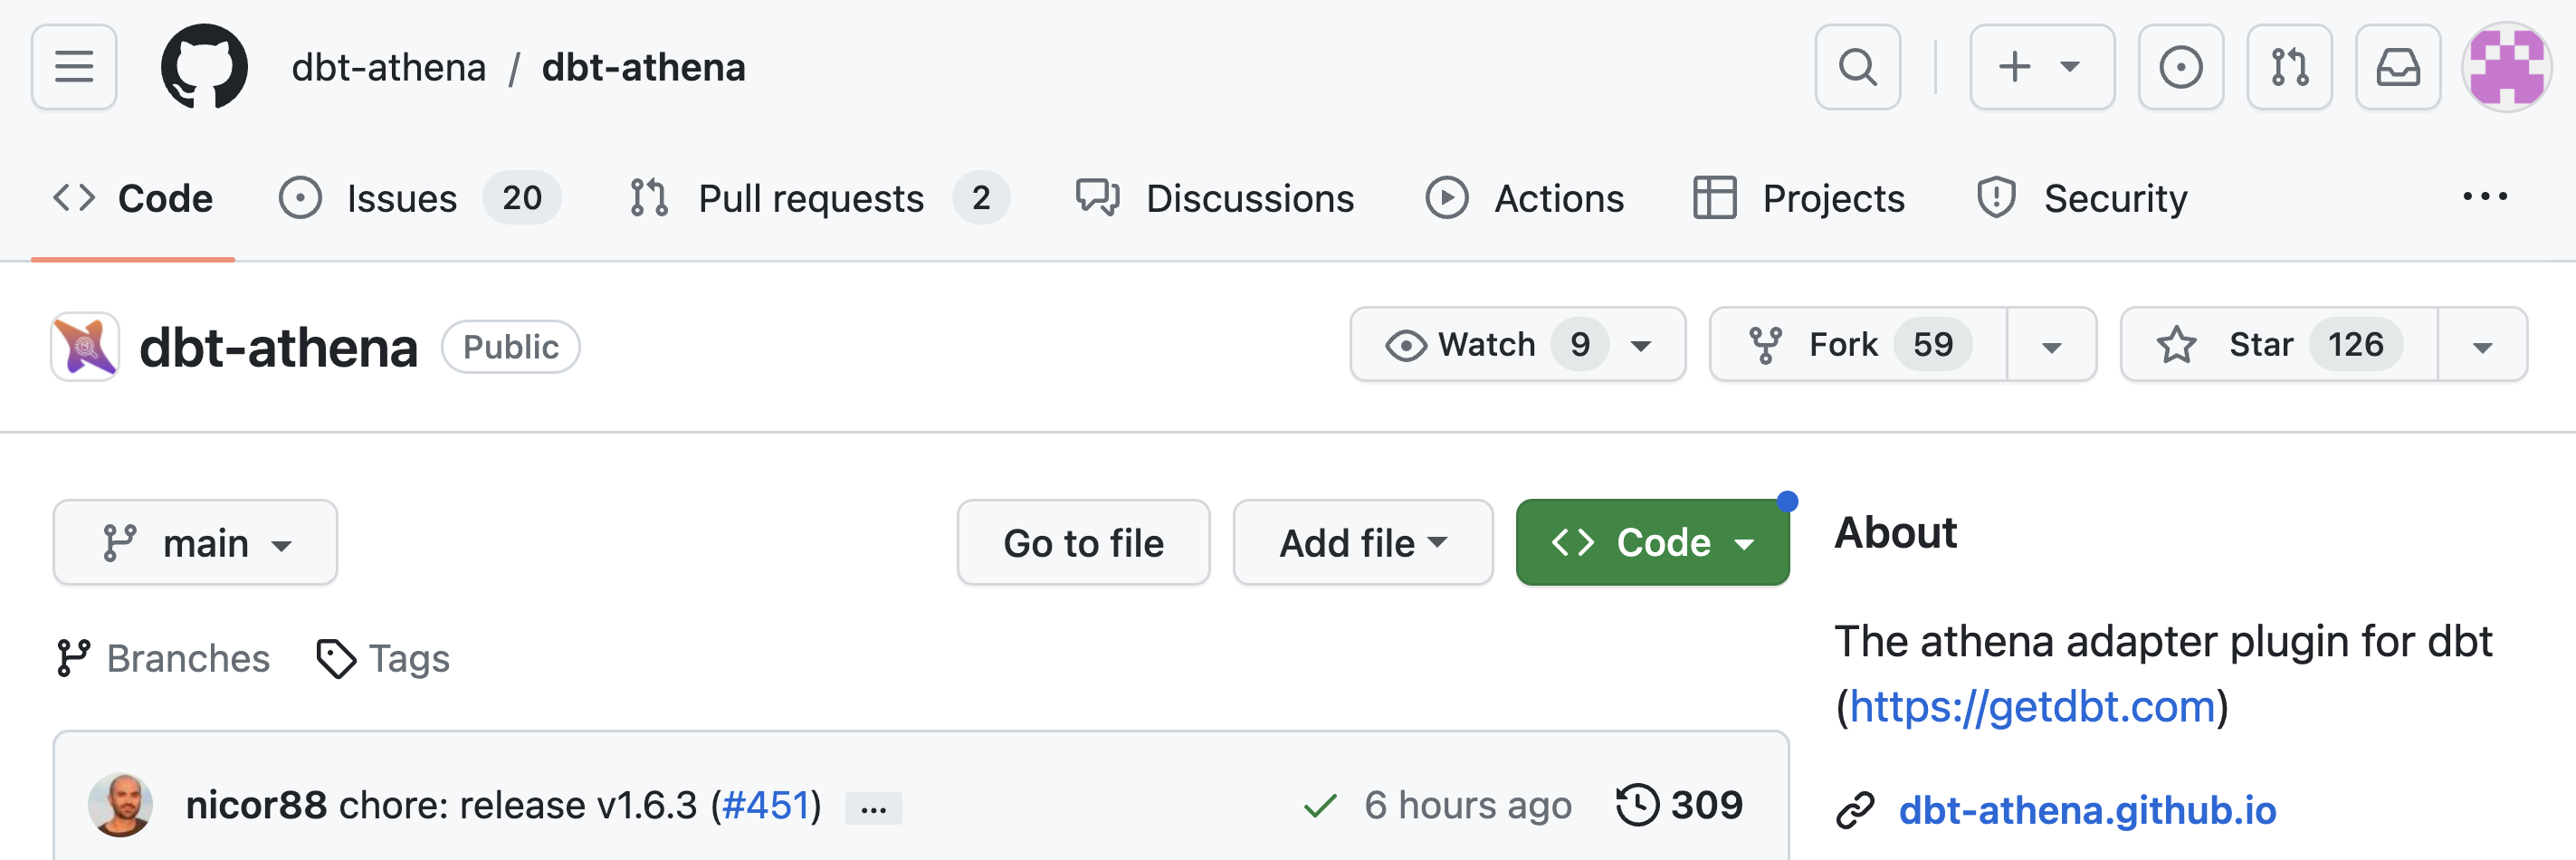 dbt-athena / dbt-athena
Code Issues 20 Pull requests 2 Discussions Actions Projects Security
dbt-athena Public Watch 9 Fork 59 Star 126
main Go to file Add file Code
About
Branches Tags
The athena adapter plugin for dbt
(https://getdbt.com)
nicor88 chore: release v1.6.3 (#451) ... 6 hours ago 309
dbt-athena.github.io